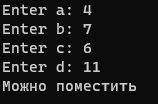 Enter a: 4
Enter b: 7
Enter c: 6
Enter d: 11
Можно поместить